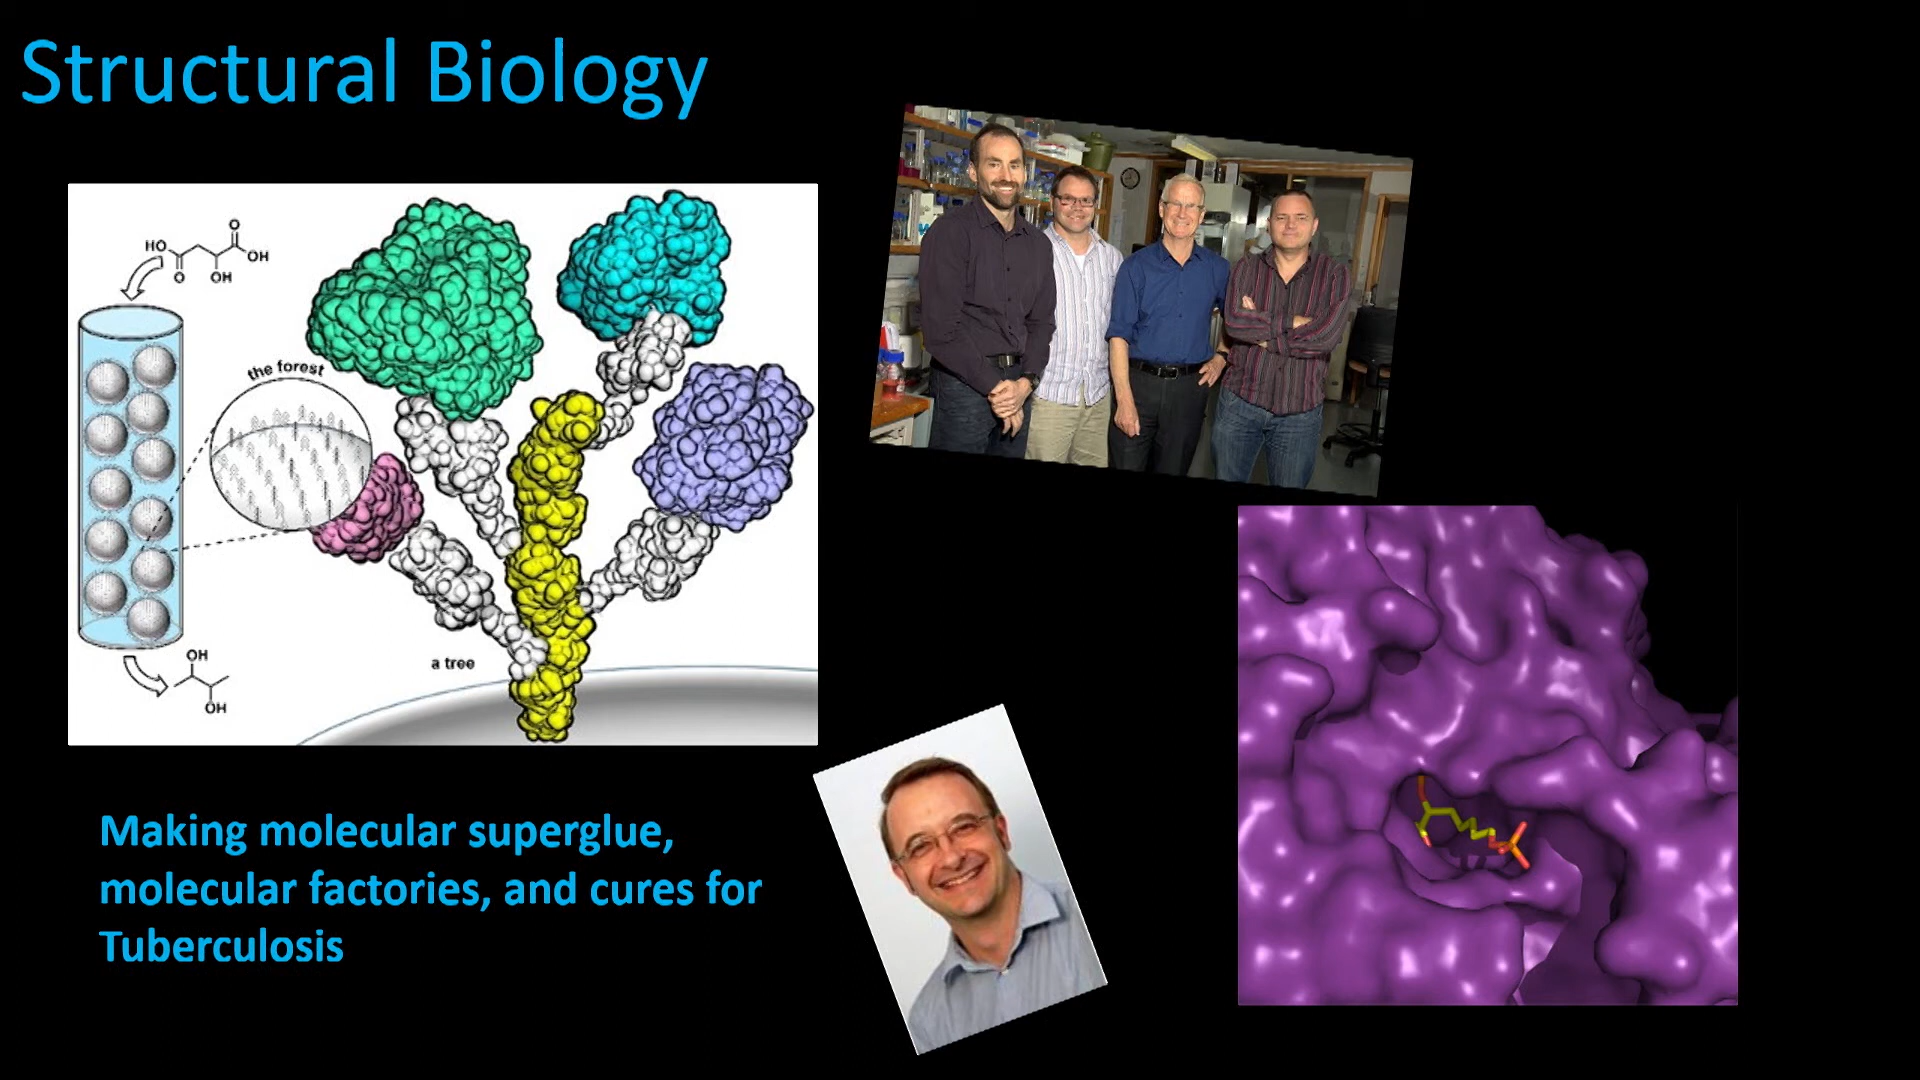 Structural Biology
HO
O
O
OH
OH
the forest
a tree
OH
OH
Making molecular superglue,
molecular factories, and cures for
Tuberculosis